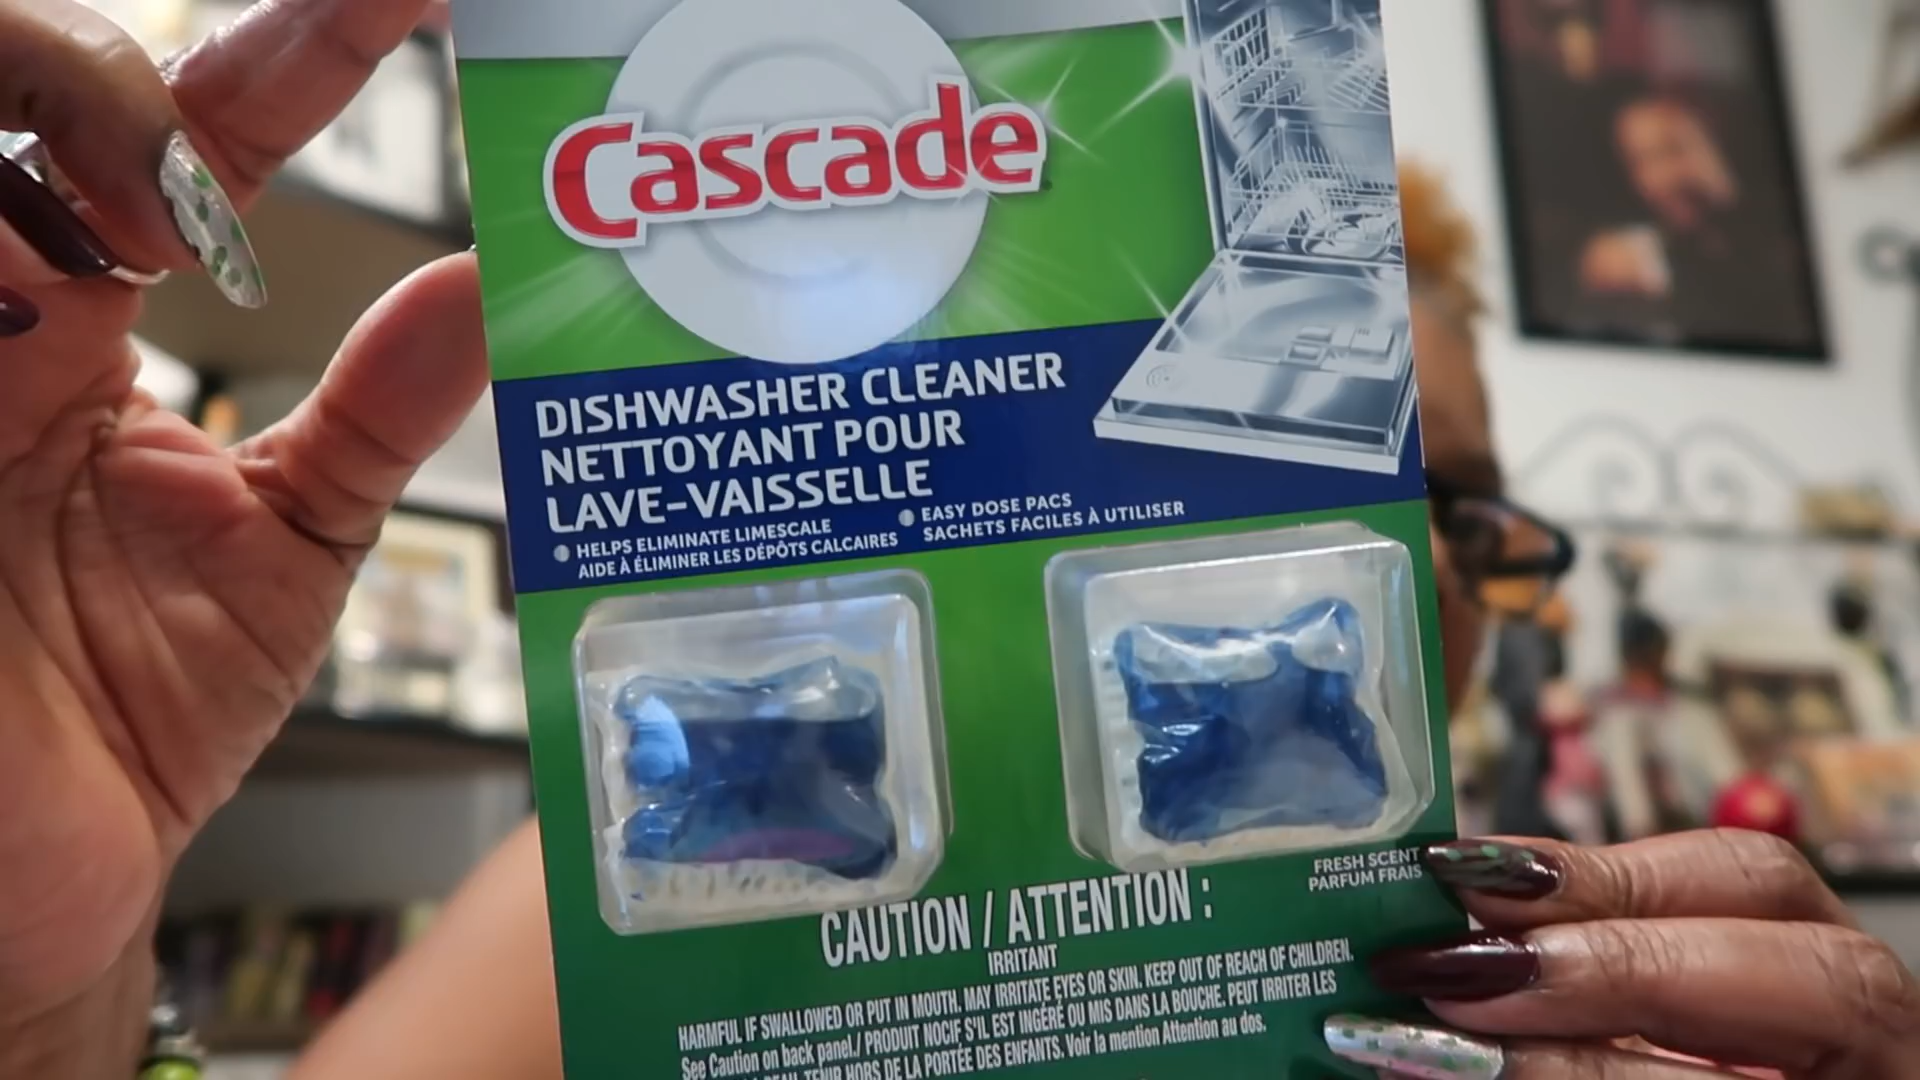 Cascade
DISHWASHER CLEANER
NETTOYANT POUR
LAVE-VAISSELLE
HELPS ELIMINATE LIMESCALE
AIDE À ÉLIMINER LES DÉPÔTS CALCAIRES
EASY DOSE PACS
SACHETS FACILES À UTILISER
FRESH SCENT
PARFUM FRAIS
CAUTION / ATTENTION :
IRRITANT
HARMFUL IF SWALLOWED OR PUT IN MOUTH. MAY IRRITATE EYES OR SKIN. KEEP OUT OF REACH OF CHILDREN.
See Caution on back panel./ PRODUIT NOCIF S'IL EST INGÉRÉ OU MIS DANS LA BOUCHE. PEUT IRRITER LES
PEAU. TENIR HORS DE LA PORTÉE DES ENFANTS. Voir la mention Attention au dos.